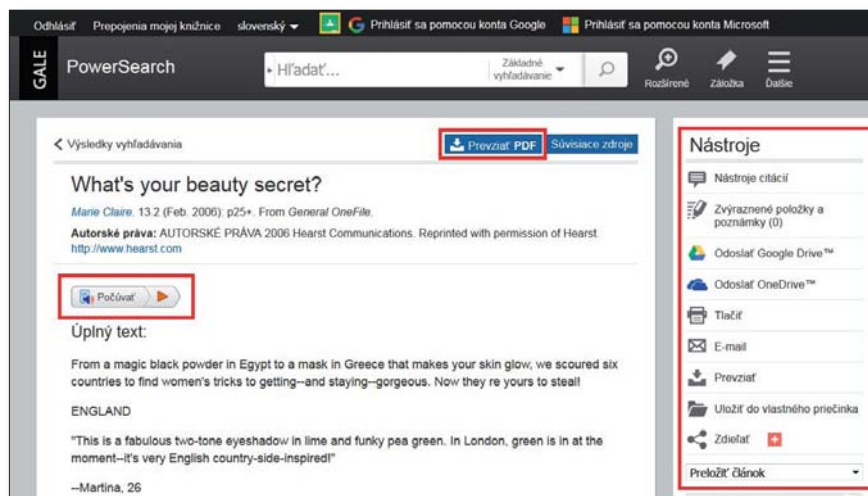 Odhlásiť Prepojenia mojej knižnice slovenský Prihlásiť sa pomocou konta Google Prihlásiť sa pomocou konta Microsoft
GALE PowerSearch Hľadať... Základné vyhľadávanie Rozšírené Záložka Ďalšie
Výsledky vyhľadávania Prevziať PDF Súvisiace zdroje
What's your beauty secret?
Marie Claire. 13.2 (Feb. 2006): p25+. From General OneFile.
Autorské práva: AUTORSKÉ PRÁVA 2006 Hearst Communications. Reprinted with permission of Hearst.
http://www.hearst.com
Počúvať
Úplný text:
From a magic black powder in Egypt to a mask in Greece that makes your skin glow, we scoured six
countries to find women's tricks to getting--and staying--gorgeous. Now they re yours to steal!
ENGLAND
"This is a fabulous two-tone eyeshadow in lime and funky pea green. In London, green is in at the
moment--it's very English country-side-inspired!"
--Martina, 26
Nástroje
Nástroje citácií
Zvýraznené položky a
poznámky (0)
Odoslať Google Drive™
Odoslať OneDrive™
Tlačiť
E-mail
Prevziať
Uložiť do vlastného priečinka
Zdieľať
Preložiť článok